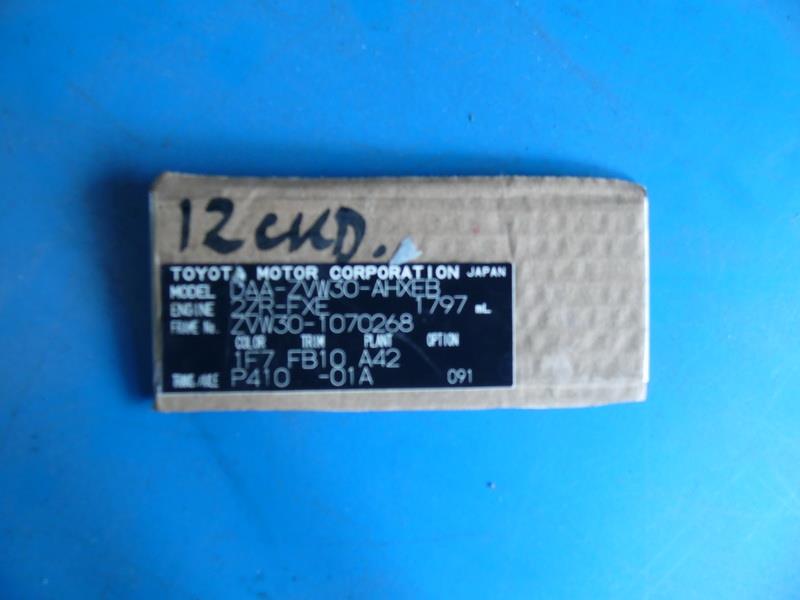 12 СКД.
TOYOTA MOTOR CORPORATION JAPAN
MODEL DAA-ZVW30-AHXEB
ENGINE 2ZR-FXE 1797 mL
FRAME No. ZVW30-1070268
COLOR TRIM PLANT OPTION
1F7 FB10 A42
TRANS./AXLE P410 -01A 091